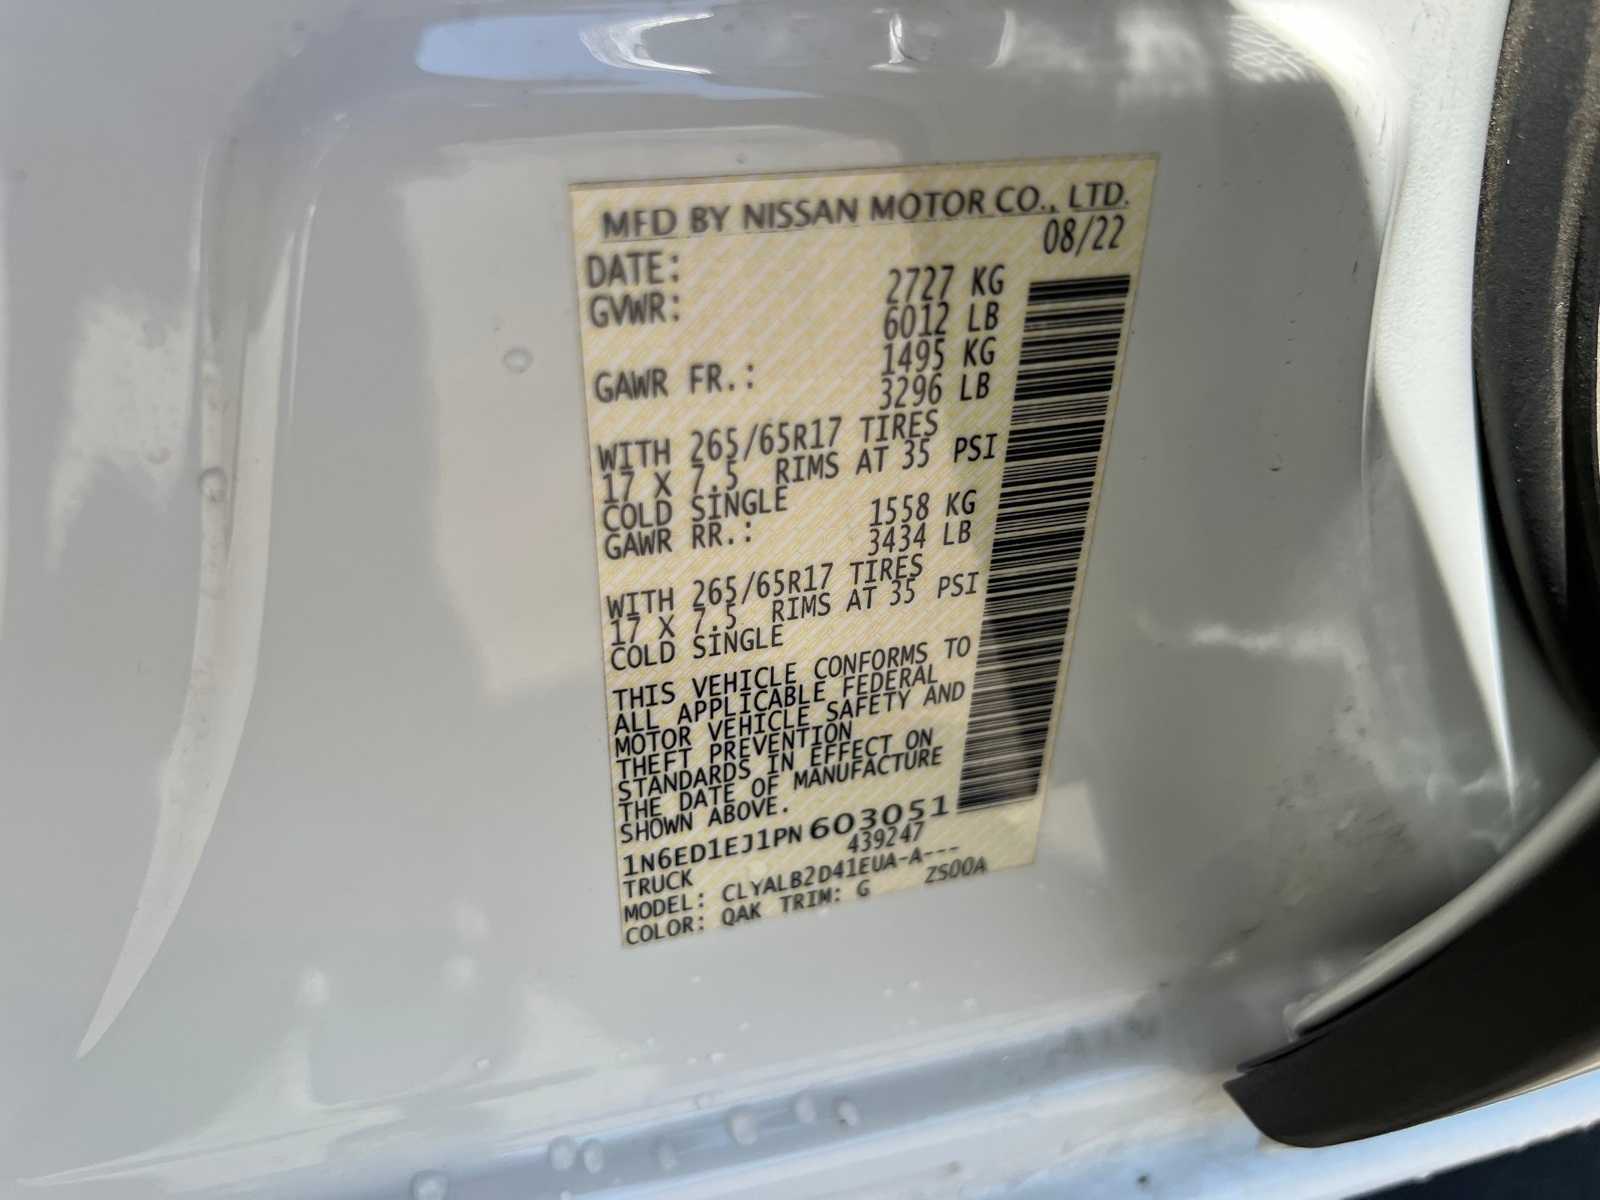 MFD BY NISSAN MOTOR CO., LTD.
DATE: 08/22
GVWR: 2727 KG
6012 LB
GAWR FR.: 1495 KG
3296 LB
WITH 265/65R17 TIRES
17 X 7.5 RIMS AT 35 PSI
COLD SINGLE
GAWR RR.: 1558 KG
3434 LB
WITH 265/65R17 TIRES
17 X 7.5 RIMS AT 35 PSI
COLD SINGLE
THIS VEHICLE CONFORMS TO
ALL APPLICABLE FEDERAL
MOTOR VEHICLE SAFETY AND
THEFT PREVENTION
STANDARDS IN EFFECT ON
THE DATE OF MANUFACTURE
SHOWN ABOVE.
1N6ED1EJ1PN603051
TRUCK 439247
MODEL: CLYALB2D41EUA-A---
COLOR: QAK TRIM: G ZS00A